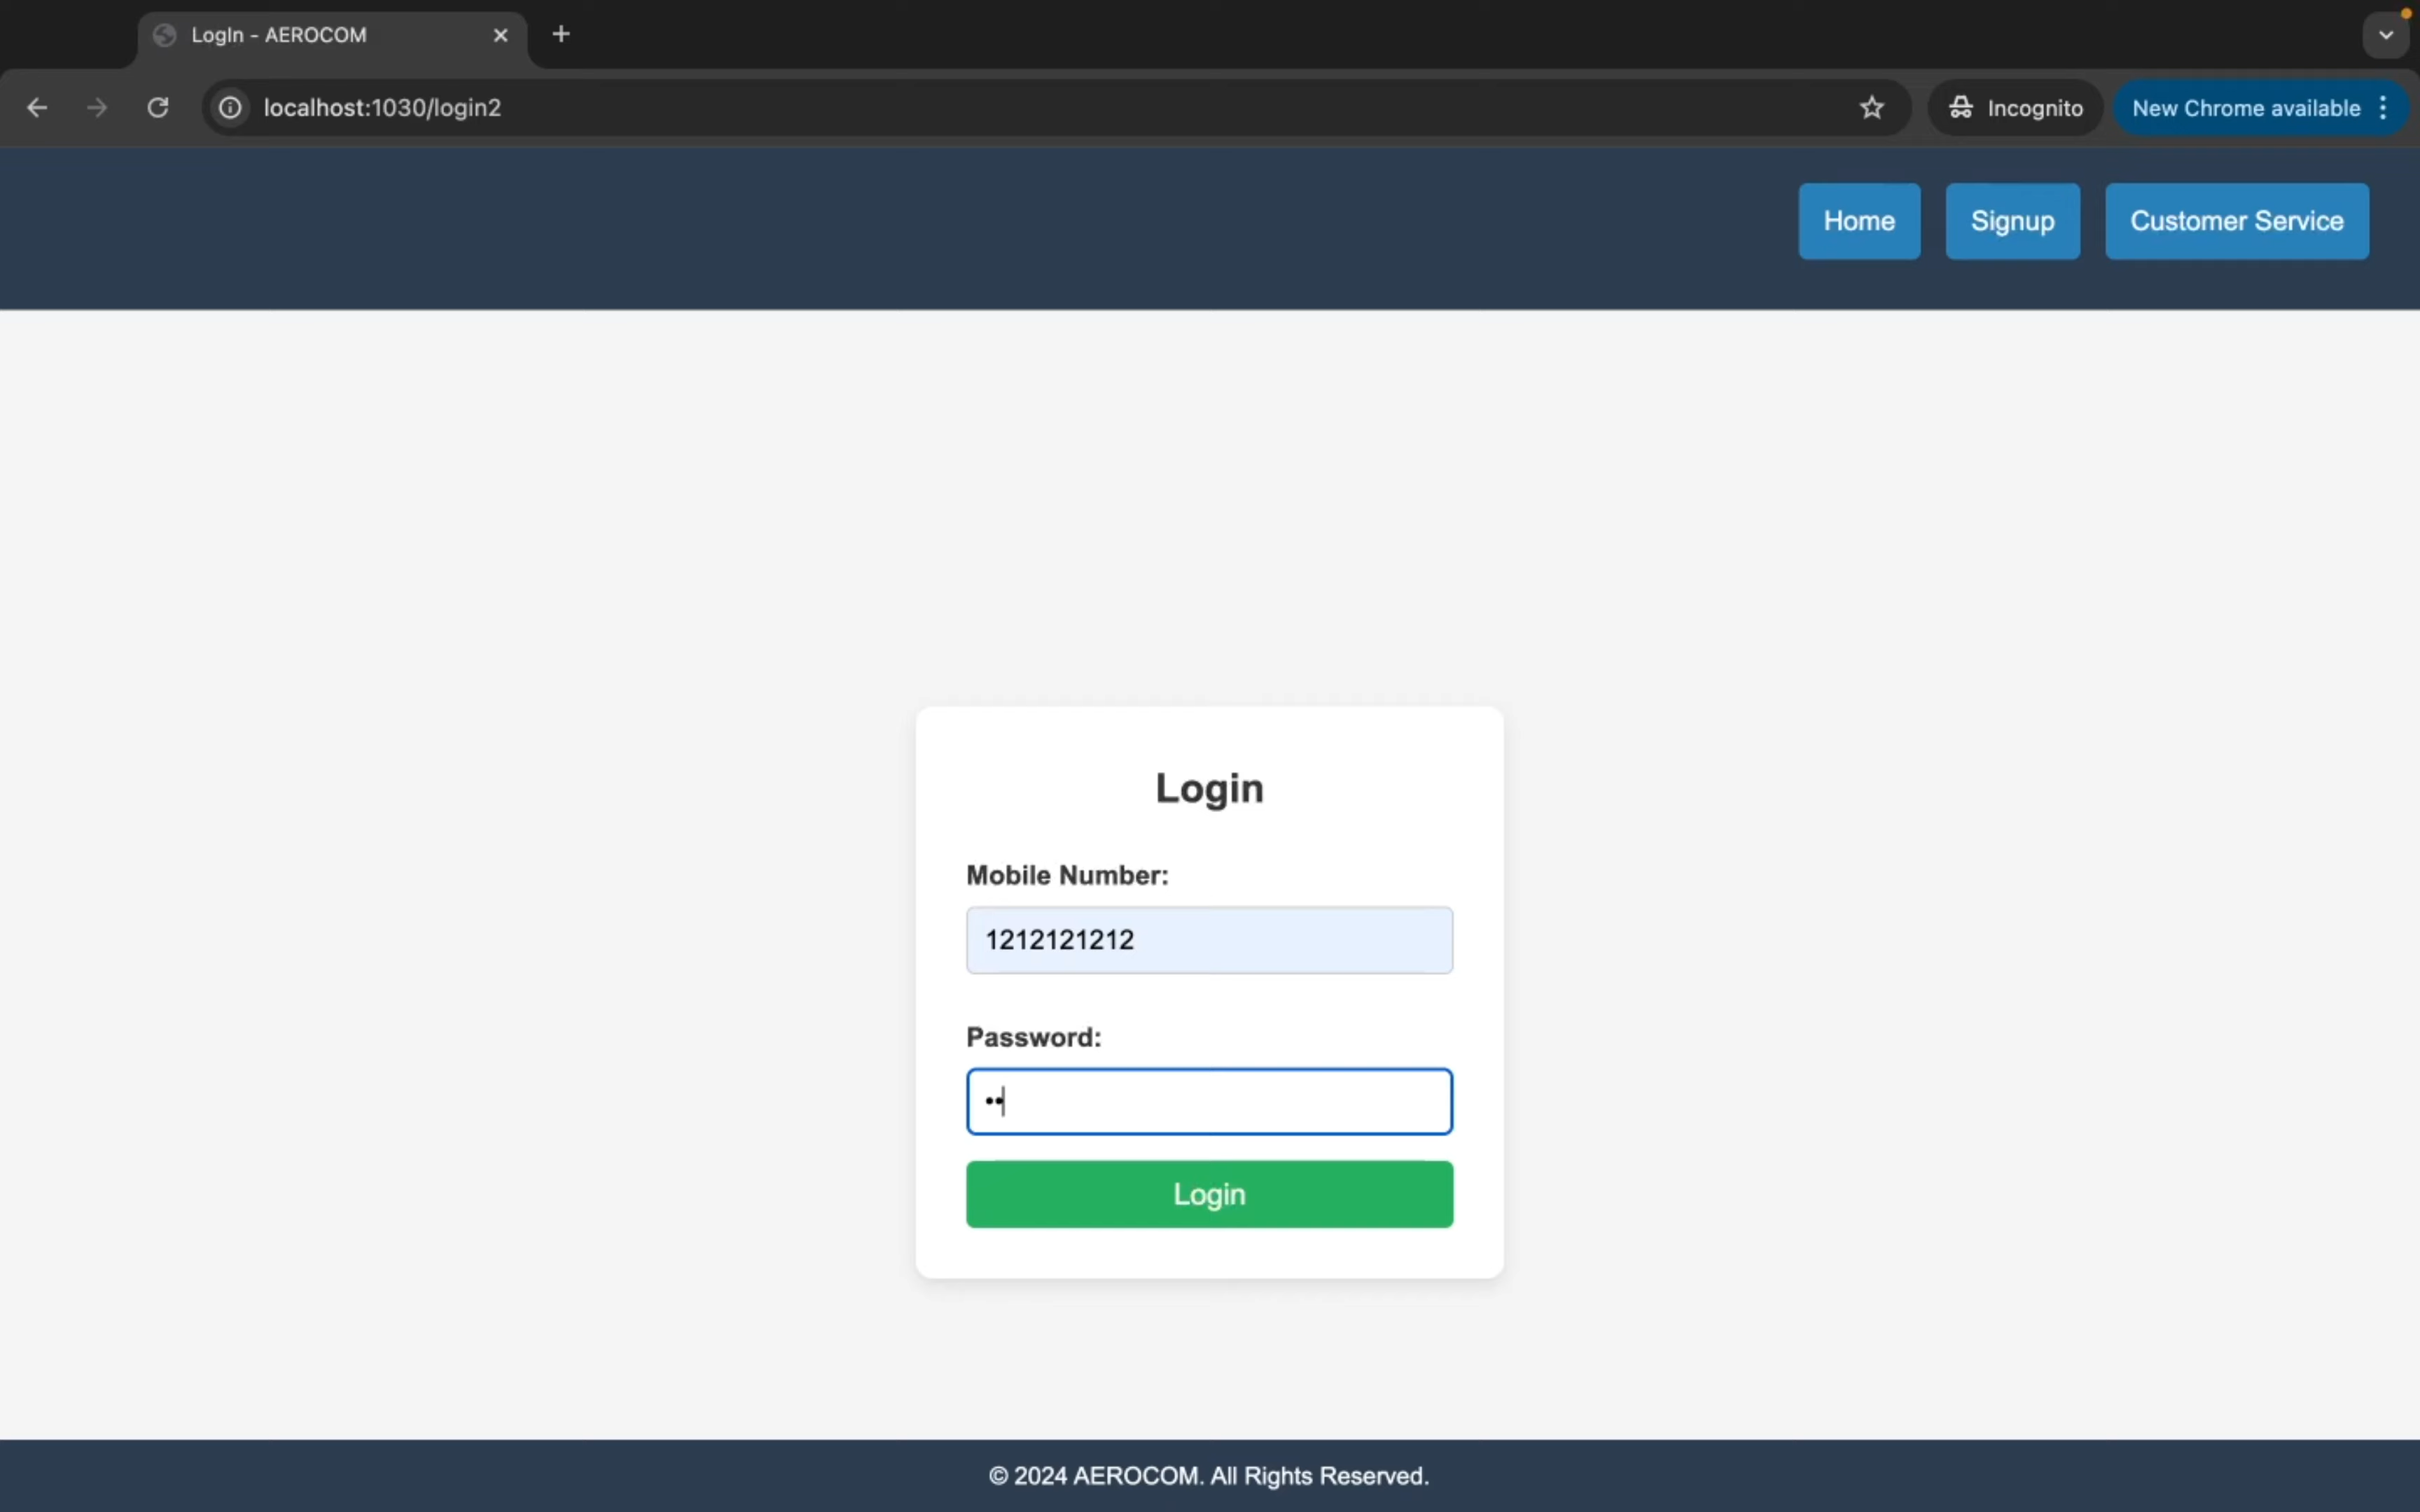 LogIn - AEROCOM
localhost:1030/login2
Incognito
New Chrome available
Home
Signup
Customer Service
Login
Mobile Number:
1212121212
Password:
••
Login
© 2024 AEROCOM. All Rights Reserved.